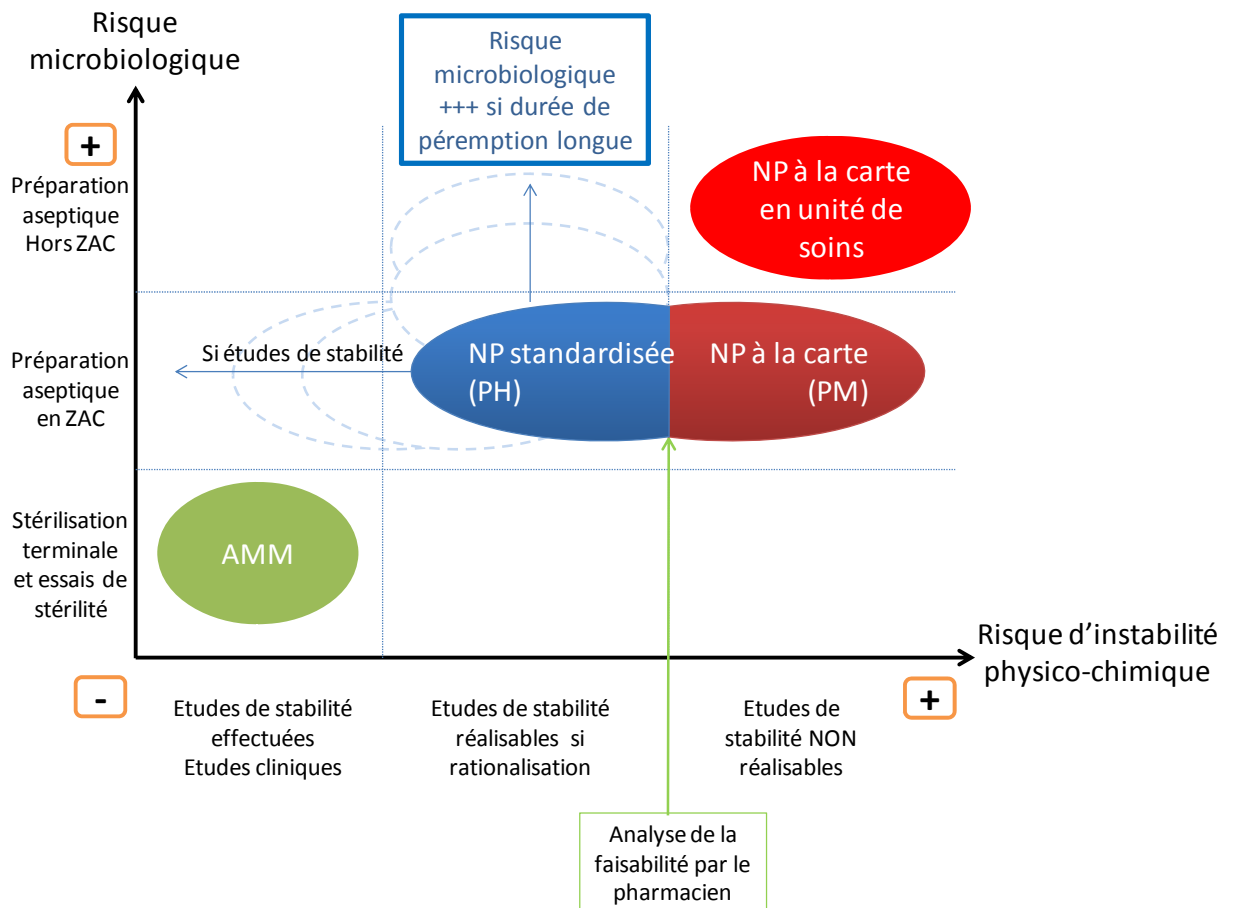 Risque
microbiologique
+
Préparation
aseptique
Hors ZAC
Préparation
aseptique
en ZAC
Stérilisation
terminale
et essais de
stérilité
Risque
microbiologique
+++ si durée de
péremption longue
NP à la carte
en unité de
soins
Si études de stabilité
NP standardisée
(PH)
NP à la carte
(PM)
AMM
Risque d’instabilité
physico-chimique
-
+
Etudes de stabilité
effectuées
Etudes cliniques
Etudes de stabilité
réalisables si
rationalisation
Etudes de
stabilité NON
réalisables
Analyse de la
faisabilité par le
pharmacien